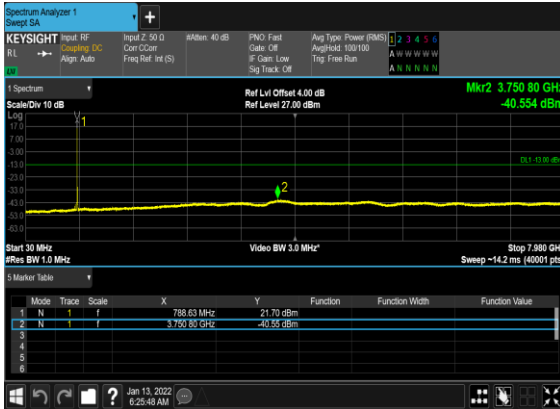 Spectrum Analyzer 1
Swept SA
+
KEYSIGHT Input: RF Input Z: 50 Ω #Atten: 40 dB PNO: Fast Avg Type: Power (RMS) 1 2 3 4 5 6
RL Coupling: DC Corr CCorr Gate: Off Avg|Hold: 100/100 A W W W W W
Align: Auto Freq Ref: Int (S) IF Gain: Low Trig: Free Run
Sig Track: Off A N N N N N
1 Spectrum Ref Lvl Offset 4.00 dB Mkr2 3.750 80 GHz
Scale/Div 10 dB Ref Level 27.00 dBm -40.554 dBm
Log
17.0
7.00
-3.00
-13.0
-23.0
-33.0
-43.0
-53.0
-63.0
1
DL1 -13.00 dBm
2
Start 30 MHz Video BW 3.0 MHz* Stop 7.980 GHz
#Res BW 1.0 MHz Sweep ~14.2 ms (40001 pts)
5 Marker Table
Mode Trace Scale X Y Function Function Width Function Value
1 N 1 f 788.63 MHz 21.70 dBm
2 N 1 f 3.750 80 GHz -40.55 dBm
3
4
5
6
? Jan 13, 2022
6:25:48 AM